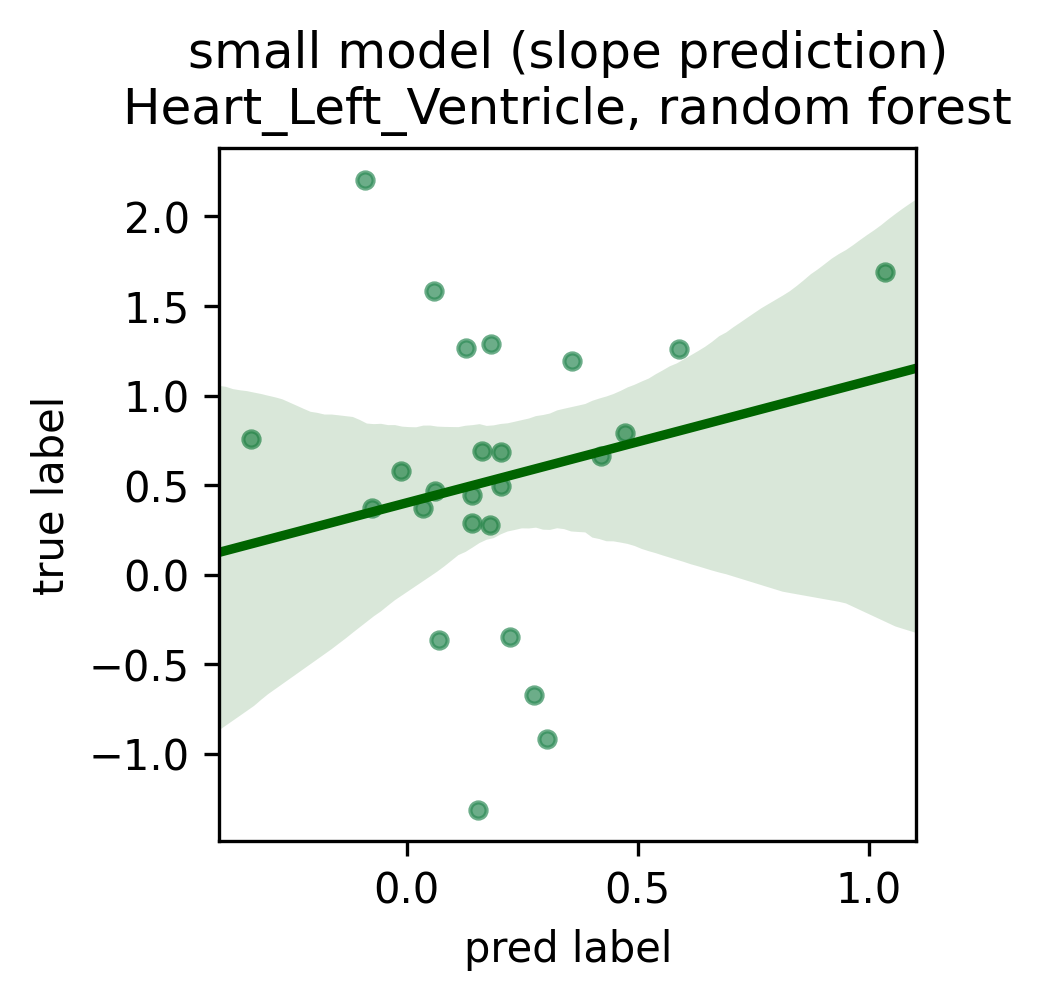 small model (slope prediction)
Heart_Left_Ventricle, random forest
2.0
1.5
1.0
0.5
0.0
−0.5
−1.0
true label
0.0 0.5 1.0
pred label